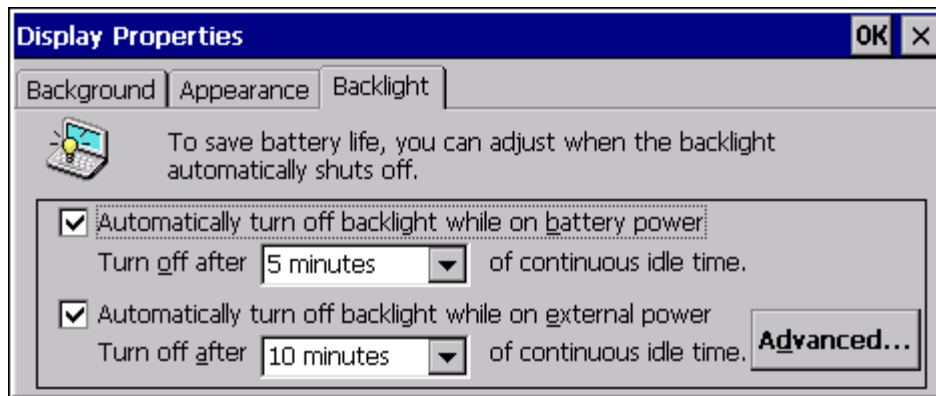 Display Properties OK ×
Background Appearance Backlight
To save battery life, you can adjust when the backlight
automatically shuts off.
Automatically turn off backlight while on battery power
Turn off after 5 minutes of continuous idle time.
Automatically turn off backlight while on external power
Turn off after 10 minutes of continuous idle time. Advanced...